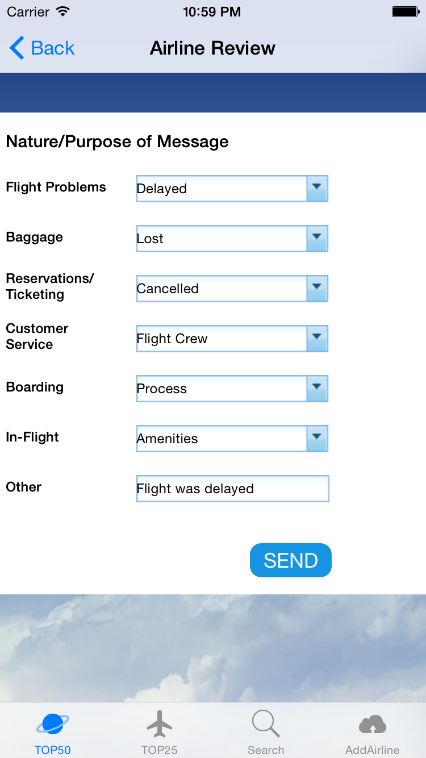 Carrier 10:59 PM
Back Airline Review
Nature/Purpose of Message
Flight Problems Delayed
Baggage Lost
Reservations/
Ticketing Cancelled
Customer
Service Flight Crew
Boarding Process
In-Flight Amenities
Other Flight was delayed
SEND
TOP50 TOP25 Search AddAirline